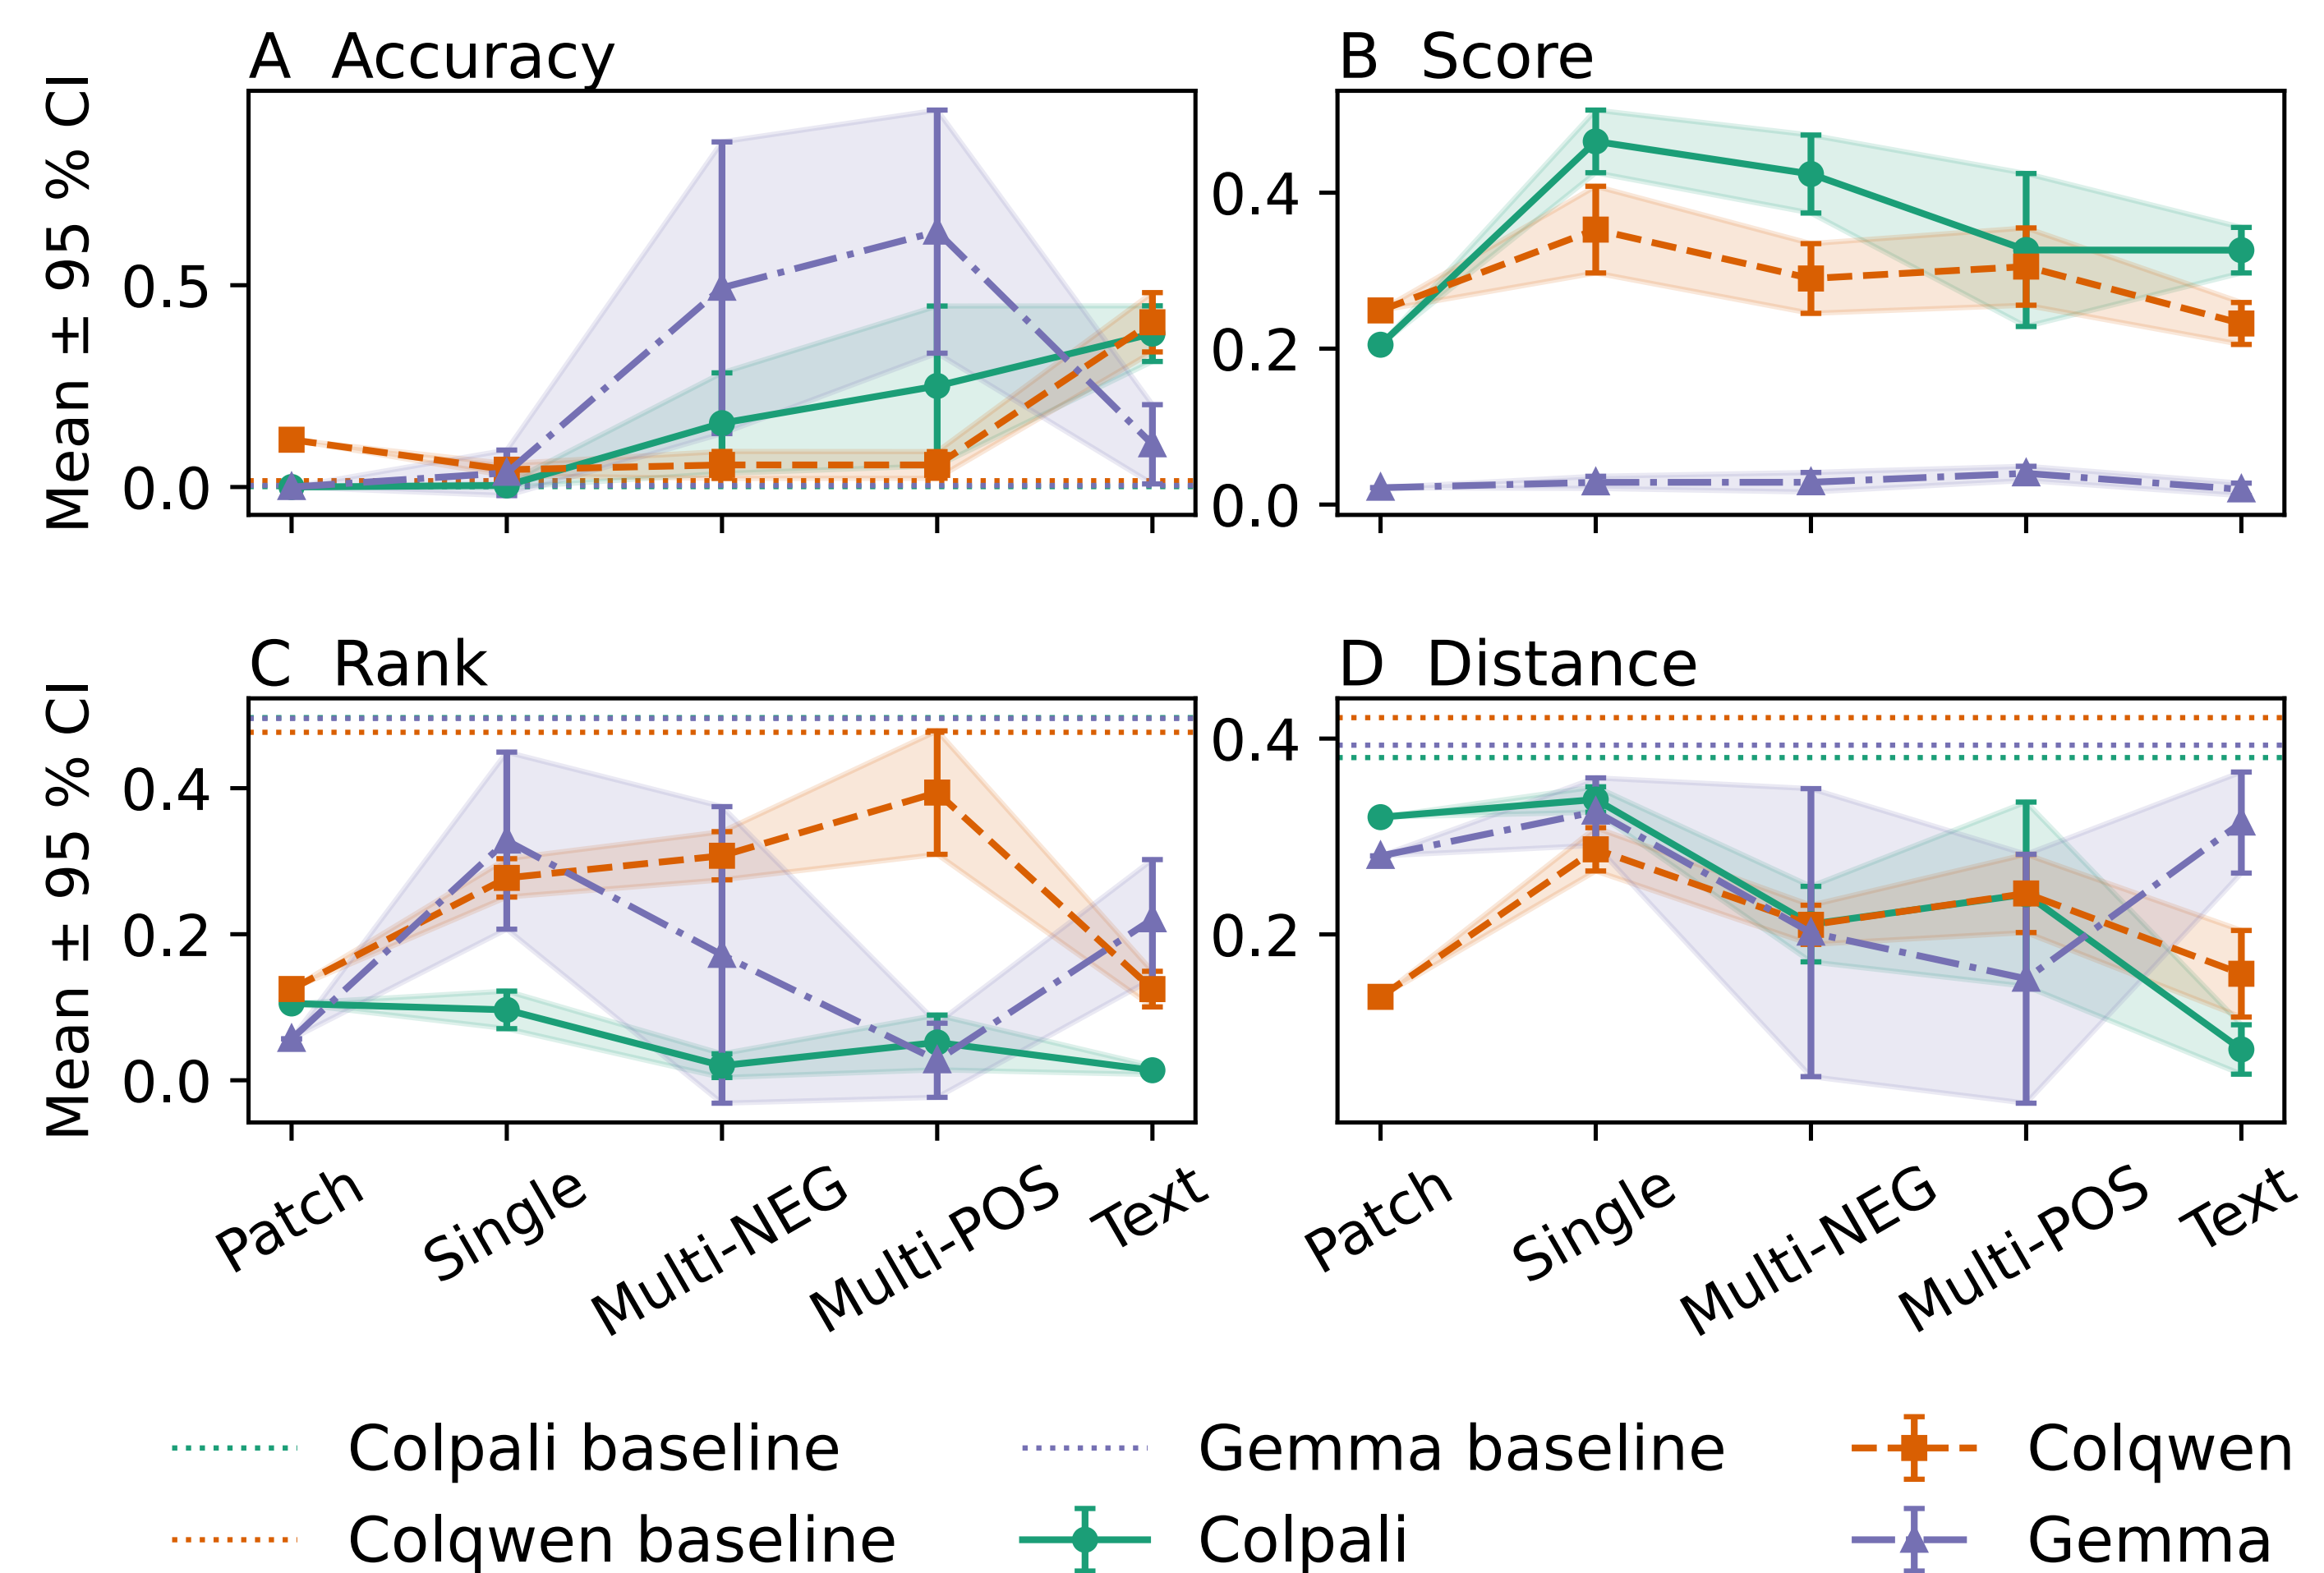 A Accuracy
B Score
Mean ± 95 % CI
0.5
0.0
0.4
0.2
0.0
C Rank
D Distance
Mean ± 95 % CI
0.4
0.2
0.0
0.4
0.2
Patch
Single
Multi-NEG
Multi-POS
Text
Patch
Single
Multi-NEG
Multi-POS
Text
Colpali baseline
Gemma baseline
Colqwen
Colqwen baseline
Colpali
Gemma